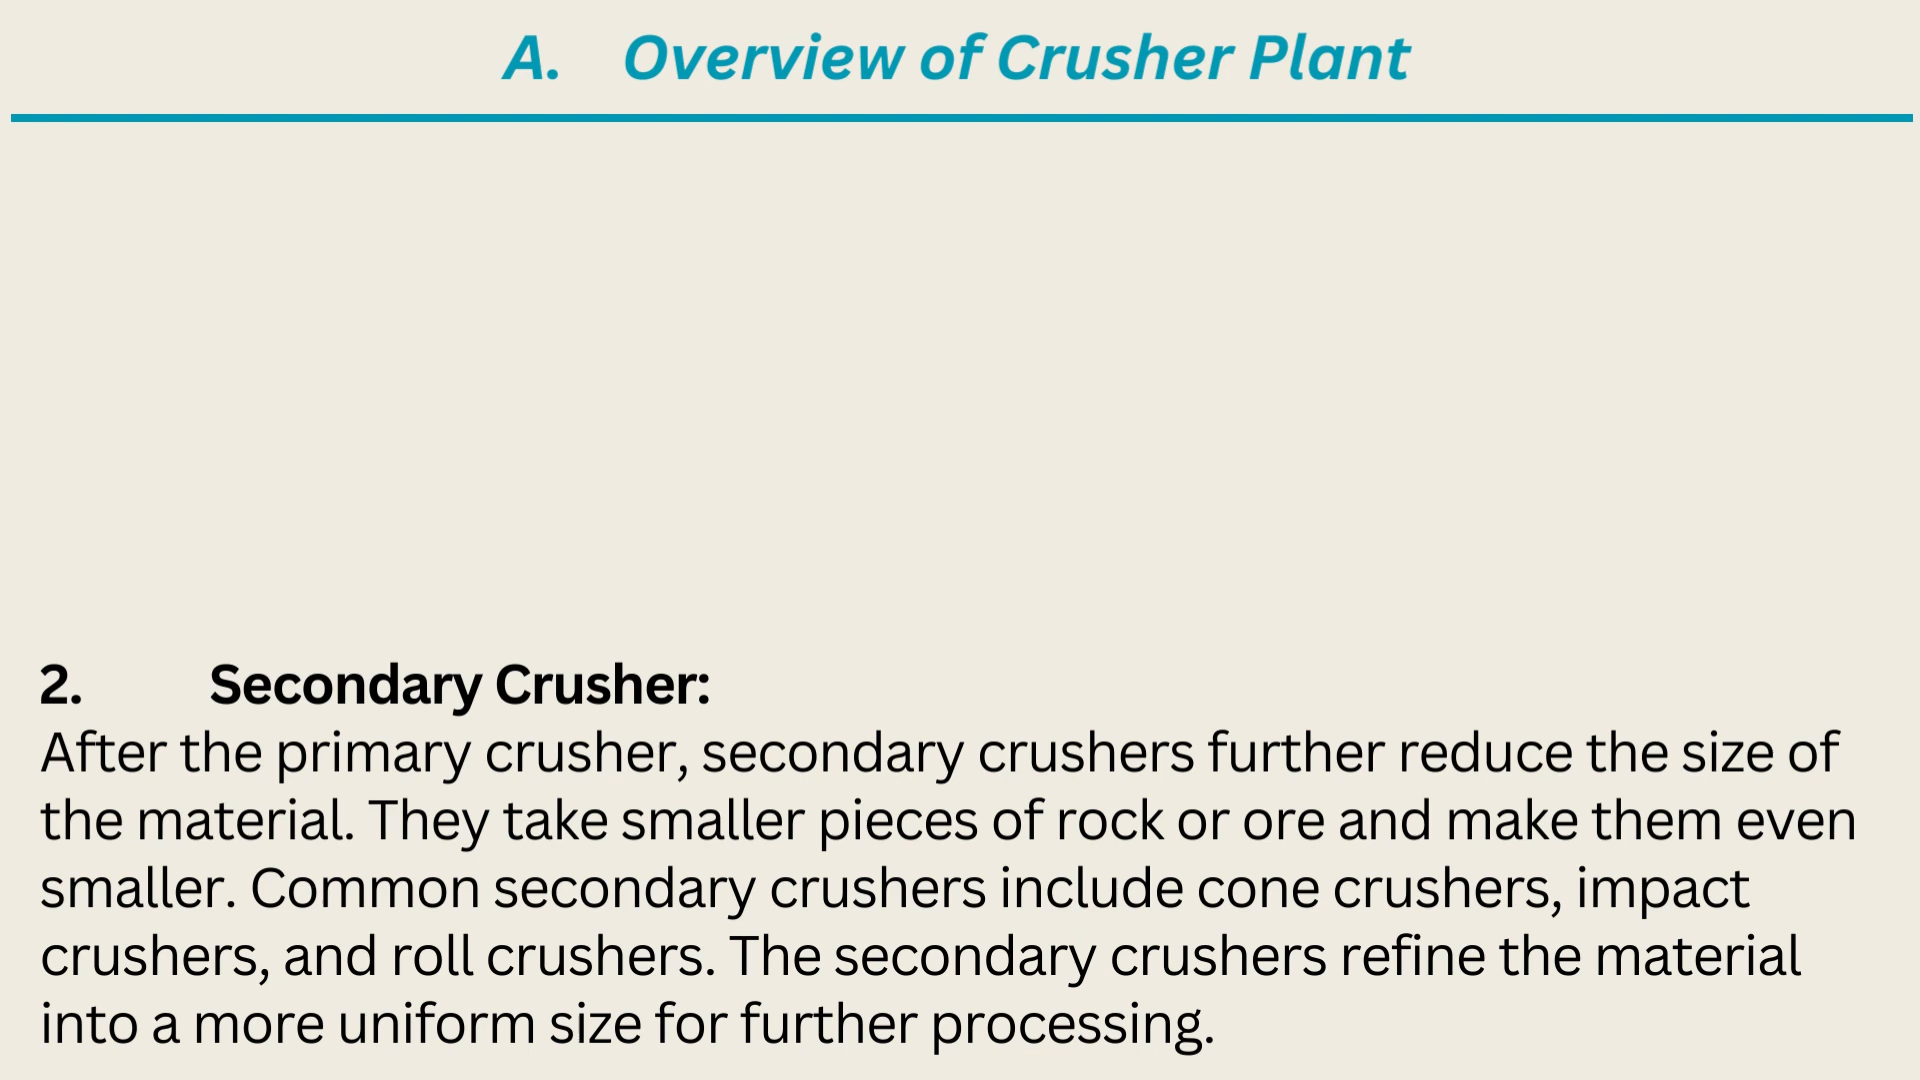 A. Overview of Crusher Plant
2. Secondary Crusher:
After the primary crusher, secondary crushers further reduce the size of
the material. They take smaller pieces of rock or ore and make them even
smaller. Common secondary crushers include cone crushers, impact
crushers, and roll crushers. The secondary crushers refine the material
into a more uniform size for further processing.